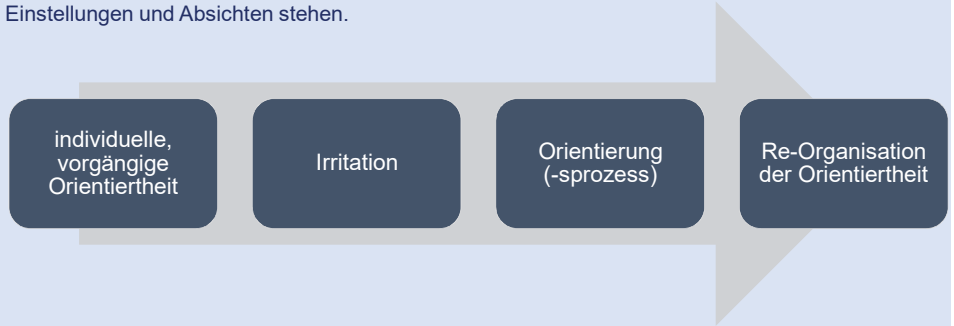 Einstellungen und Absichten stehen.
individuelle,
vorgängige
Orientiertheit
Irritation
Orientierung
(-sprozess)
Re-Organisation
der Orientiertheit